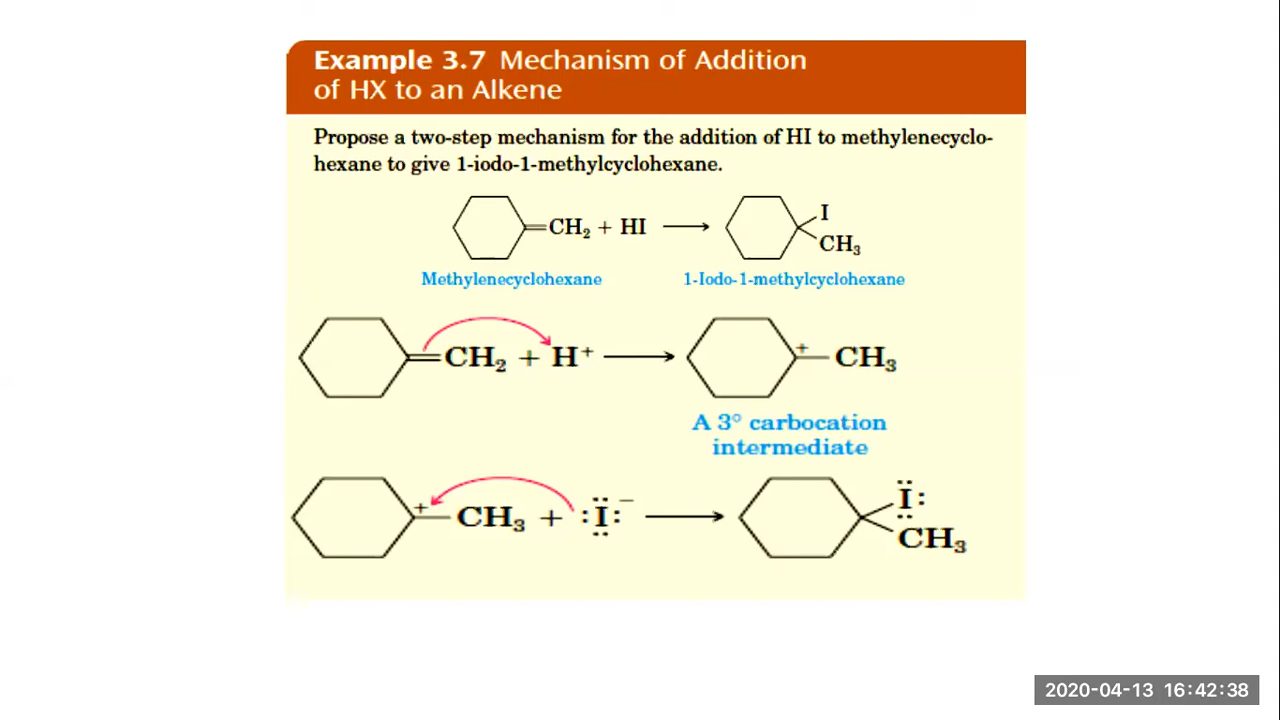 Example 3.7 Mechanism of Addition
of HX to an Alkene
Propose a two-step mechanism for the addition of HI to methylenecyclo-
hexane to give 1-iodo-1-methylcyclohexane.
=CH₂ + HI ⟶ I
CH₃
Methylenecyclohexane 1-Iodo-1-methylcyclohexane
=CH₂ + H⁺ ⟶ +—CH₃
A 3° carbocation
intermediate
+—CH₃ + :Ï:⁻ ⟶ Ï:
CH₃
2020-04-13 16:42:38